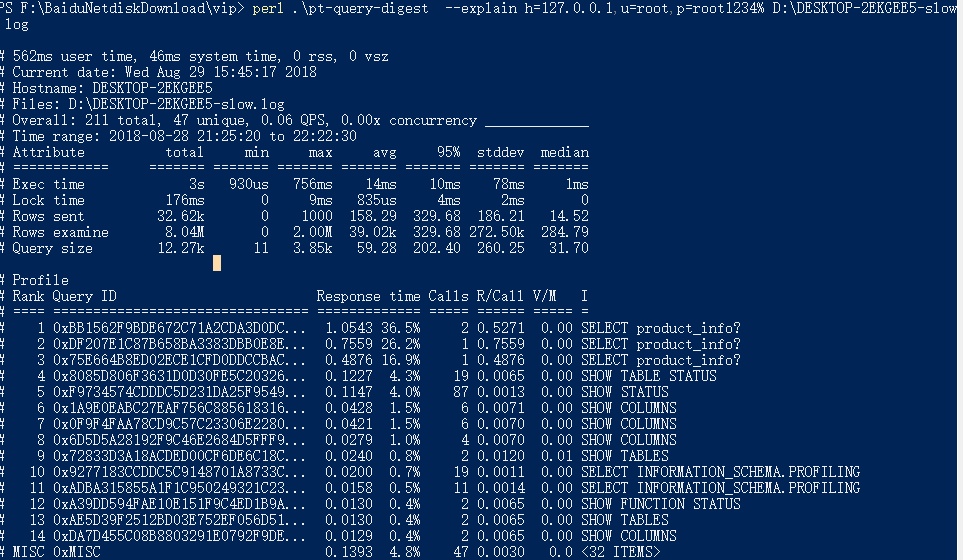 PS F:\BaiduNetdiskDownload\vip> perl .\pt-query-digest  --explain h=127.0.0.1,u=root,p=root1234% D:\DESKTOP-2EKGEE5-slow
log
# 562ms user time, 46ms system time, 0 rss, 0 vsz
# Current date: Wed Aug 29 15:45:17 2018
# Hostname: DESKTOP-2EKGEE5
# Files: D:\DESKTOP-2EKGEE5-slow.log
# Overall: 211 total, 47 unique, 0.06 QPS, 0.00x concurrency _____________
# Time range: 2018-08-28 21:25:20 to 22:22:30
# Attribute          total     min     max     avg     95%  stddev  median
# ============     ======= ======= ======= ======= ======= ======= =======
# Exec time             3s   930us   756ms    14ms    10ms    78ms     1ms
# Lock time          176ms       0     9ms   835us     4ms     2ms       0
# Rows sent         32.62k       0    1000  158.29  329.68  186.21   14.52
# Rows examine       8.04M       0   2.00M  39.02k  329.68 272.50k  284.79
# Query size        12.27k      11   3.85k   59.28  202.40  260.25   31.70
# Profile
# Rank Query ID                         Response time Calls R/Call V/M   I
# ==== ================================ ============= ===== ====== ===== =
#    1 0xBB1562F9BDE672C71A2CDA3D0DC...  1.0543 36.5%     2 0.5271  0.00 SELECT product_info?
#    2 0xDF207E1C87B658BA3383DBB0E8E...  0.7559 26.2%     1 0.7559  0.00 SELECT product_info?
#    3 0x75E664B8ED02ECE1CFD0DDCCBAC...  0.4876 16.9%     1 0.4876  0.00 SELECT product_info?
#    4 0x8085D806F3631D0D30FE5C20326...  0.1227  4.3%    19 0.0065  0.00 SHOW TABLE STATUS
#    5 0xF9734574CDDDC5D231DA25F9549...  0.1147  4.0%    87 0.0013  0.00 SHOW STATUS
#    6 0x1A9E0EABC27EAF756C885618316...  0.0428  1.5%     6 0.0071  0.00 SHOW COLUMNS
#    7 0x0F9F4FAA78CD9C57C23306E2280...  0.0421  1.5%     6 0.0070  0.00 SHOW COLUMNS
#    8 0x6D5D5A28192F9C46E2684D5FFF9...  0.0279  1.0%     4 0.0070  0.00 SHOW COLUMNS
#    9 0x72833D3A18ACDED00CF6DE6C18C...  0.0240  0.8%     2 0.0120  0.01 SHOW TABLES
#   10 0x9277183CCDDC5C9148701A8733C...  0.0200  0.7%    19 0.0011  0.00 SELECT INFORMATION_SCHEMA.PROFILING
#   11 0xADBA315855A1F1C950249321C23...  0.0158  0.5%    11 0.0014  0.00 SELECT INFORMATION_SCHEMA.PROFILING
#   12 0xA39DD594FAE10E151F9C4ED1B9A...  0.0130  0.4%     2 0.0065  0.00 SHOW FUNCTION STATUS
#   13 0xAE5D39F2512BD03E752EF056D51...  0.0130  0.4%     2 0.0065  0.00 SHOW TABLES
#   14 0xDA7D455C08B8803291E0792F9DE...  0.0129  0.4%     2 0.0065  0.00 SHOW COLUMNS
# MISC 0xMISC                            0.1393  4.8%    47 0.0030   0.0 <32 ITEMS>